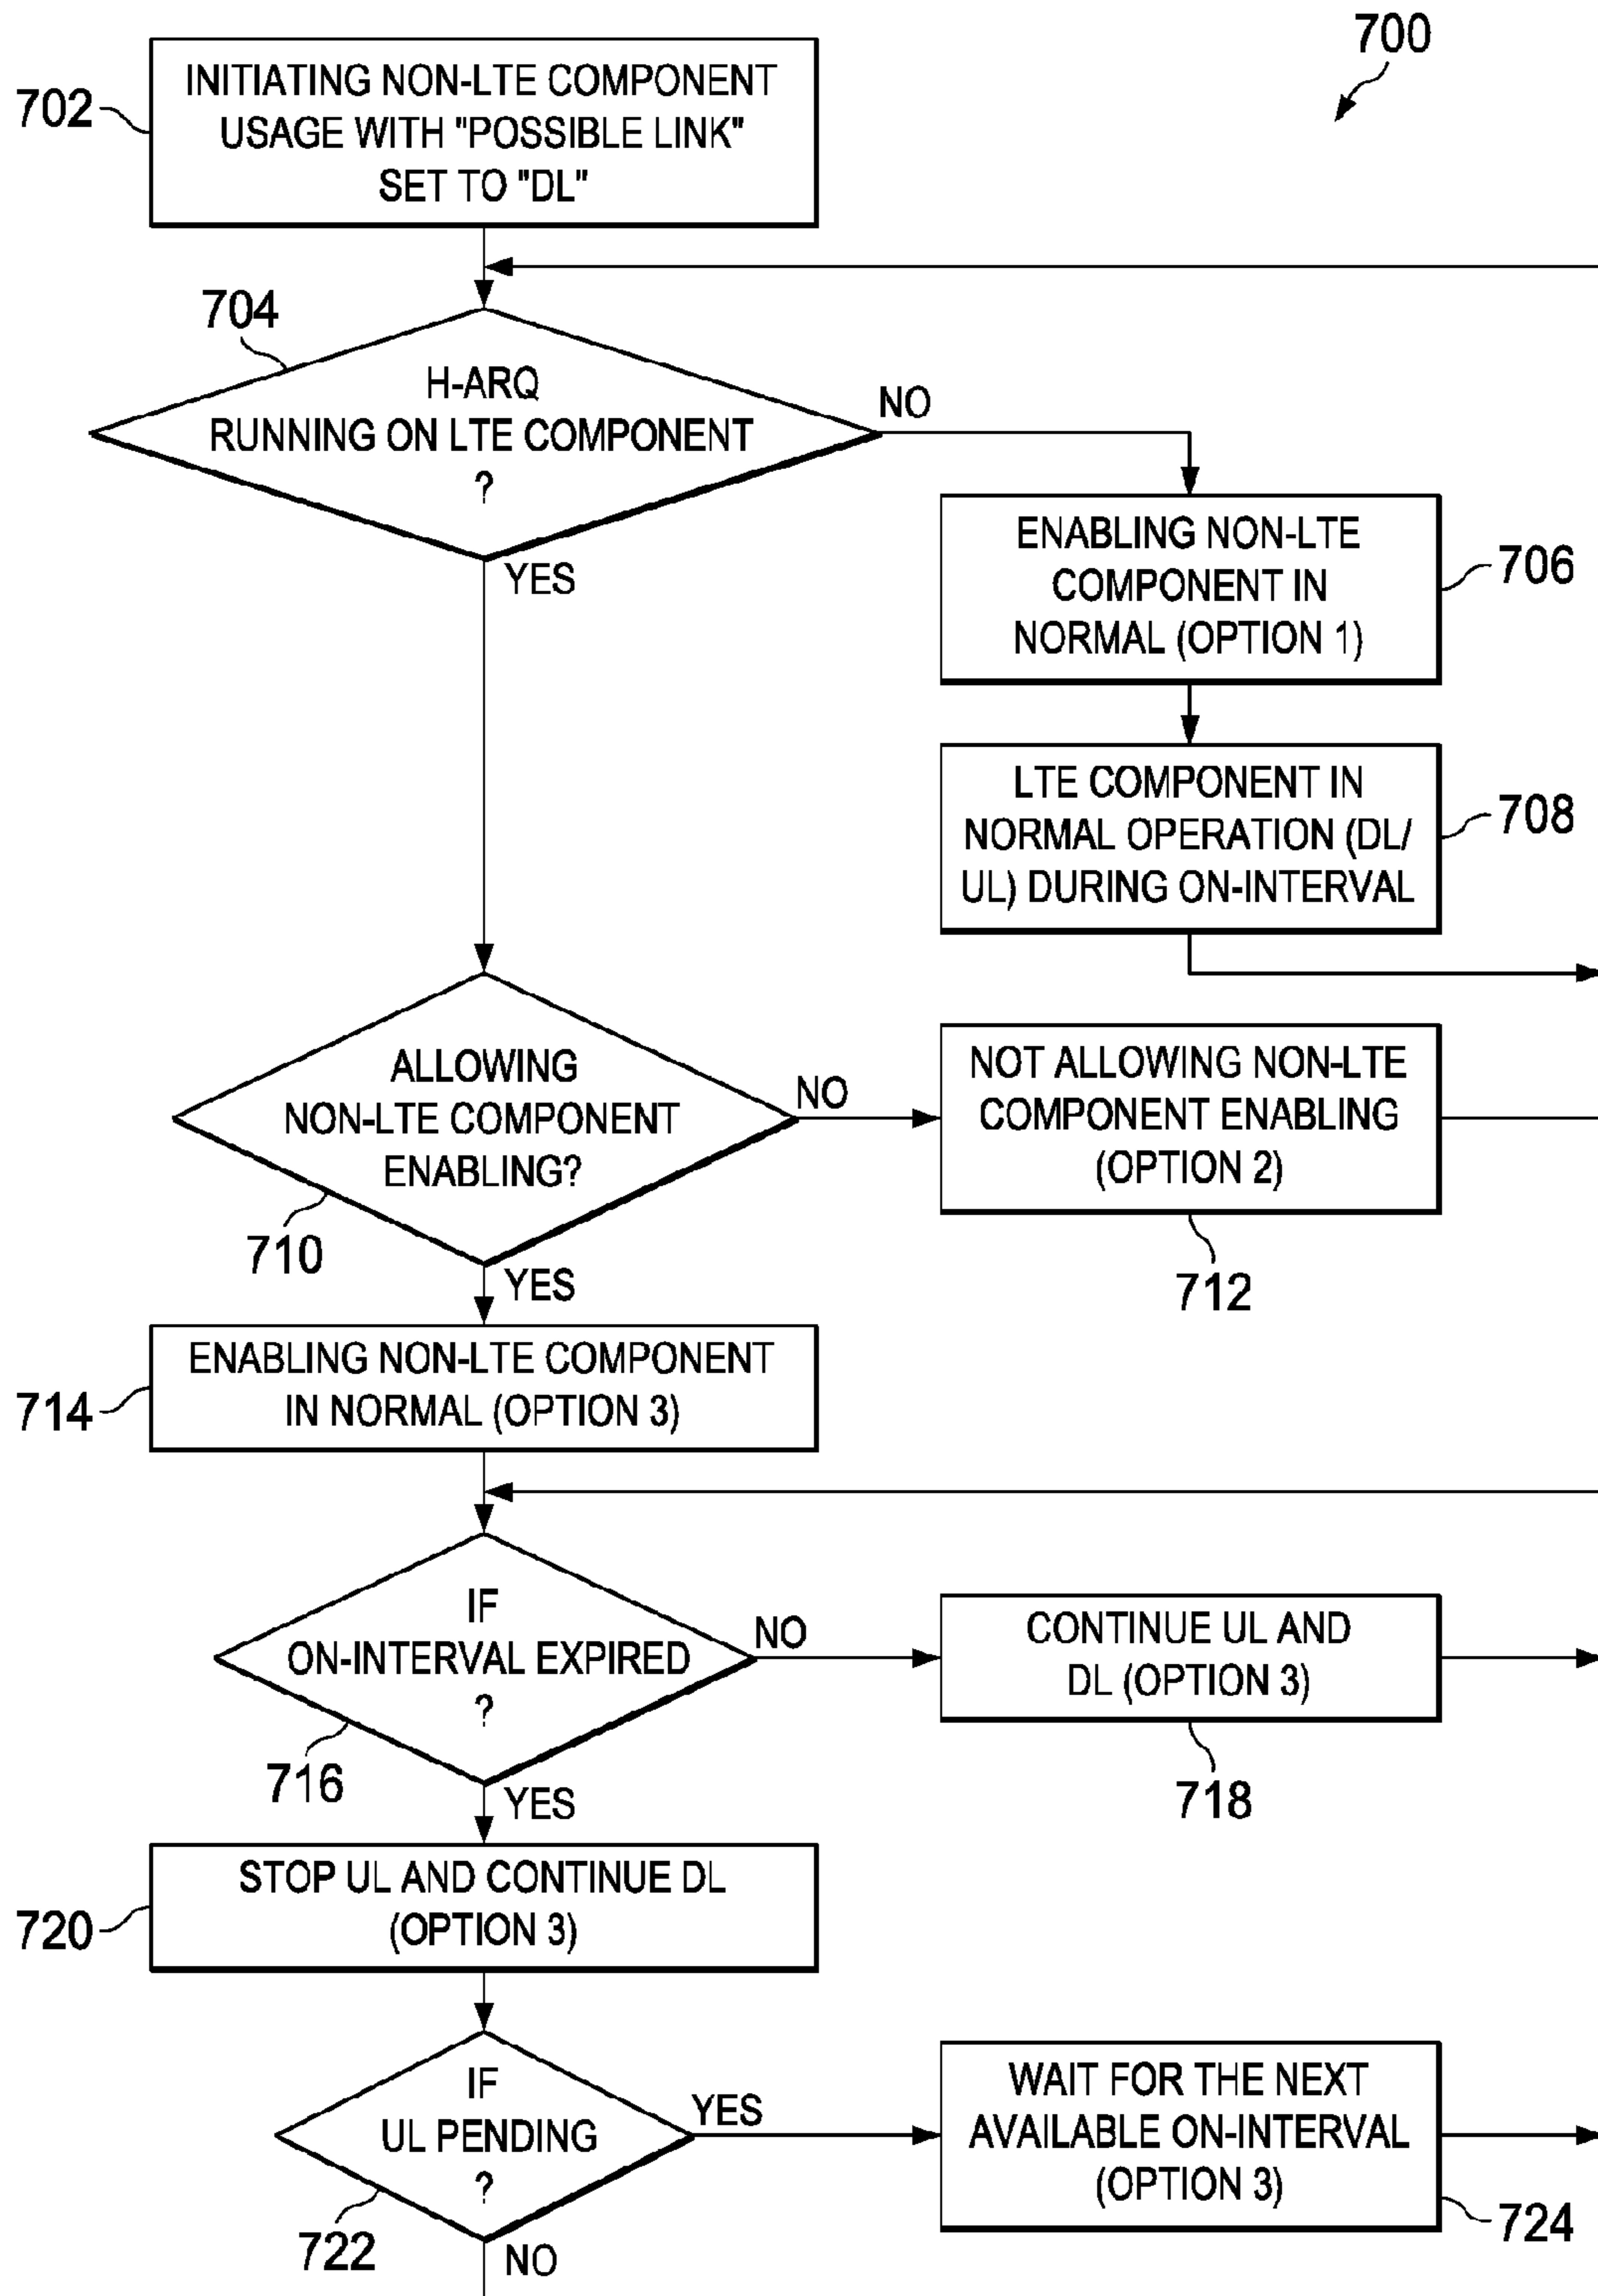 700
702
INITIATING NON-LTE COMPONENT
USAGE WITH "POSSIBLE LINK"
SET TO "DL"
704
H-ARQ
RUNNING ON LTE COMPONENT
?
NO
YES
ENABLING NON-LTE
COMPONENT IN
NORMAL (OPTION 1)
706
LTE COMPONENT IN
NORMAL OPERATION (DL/
UL) DURING ON-INTERVAL
708
ALLOWING
NON-LTE COMPONENT
ENABLING?
710
NO
YES
NOT ALLOWING NON-LTE
COMPONENT ENABLING
(OPTION 2)
712
714
ENABLING NON-LTE COMPONENT
IN NORMAL (OPTION 3)
IF
ON-INTERVAL EXPIRED
?
716
NO
YES
CONTINUE UL AND
DL (OPTION 3)
718
720
STOP UL AND CONTINUE DL
(OPTION 3)
IF
UL PENDING
?
722
YES
NO
WAIT FOR THE NEXT
AVAILABLE ON-INTERVAL
(OPTION 3)
724